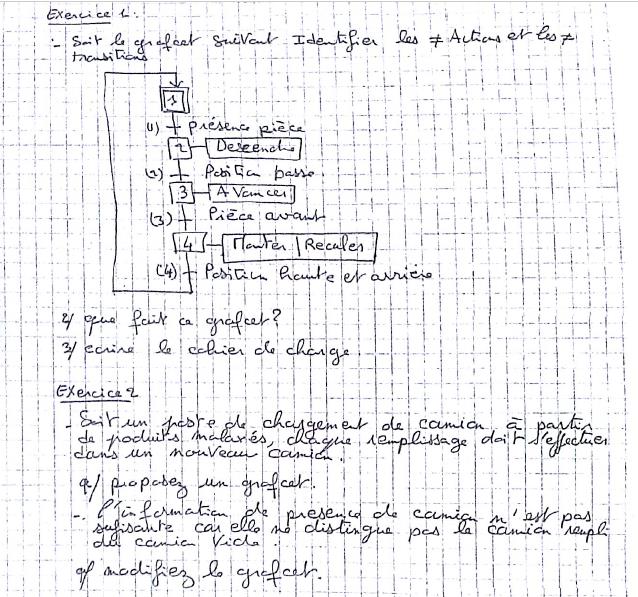 Exercice 1:
- Soit le grafcet suivant Identifier les ≠ Actions et les ≠
transitions
1
(1) présence pièce
2 Descendre
(2) Position basse
3 AVancer
(3) Pièce avant
4 Monter | Reculer
(4) Position haute et arrière
2/ que fait ce grafcet?
3/ ecrire le cahier de charge.
Exercice 2
- Soit un poste de chargement de camion à partir
de produits , chaque remplissage doit s'effectuer
dans un nouveau camion.
q/ proposez un grafcet.
- l'information de presence de camion n'est pas
sufisante car elle ne distingue pas le camion rempli
du camion Vide.
q/ modifiez le grafcet.